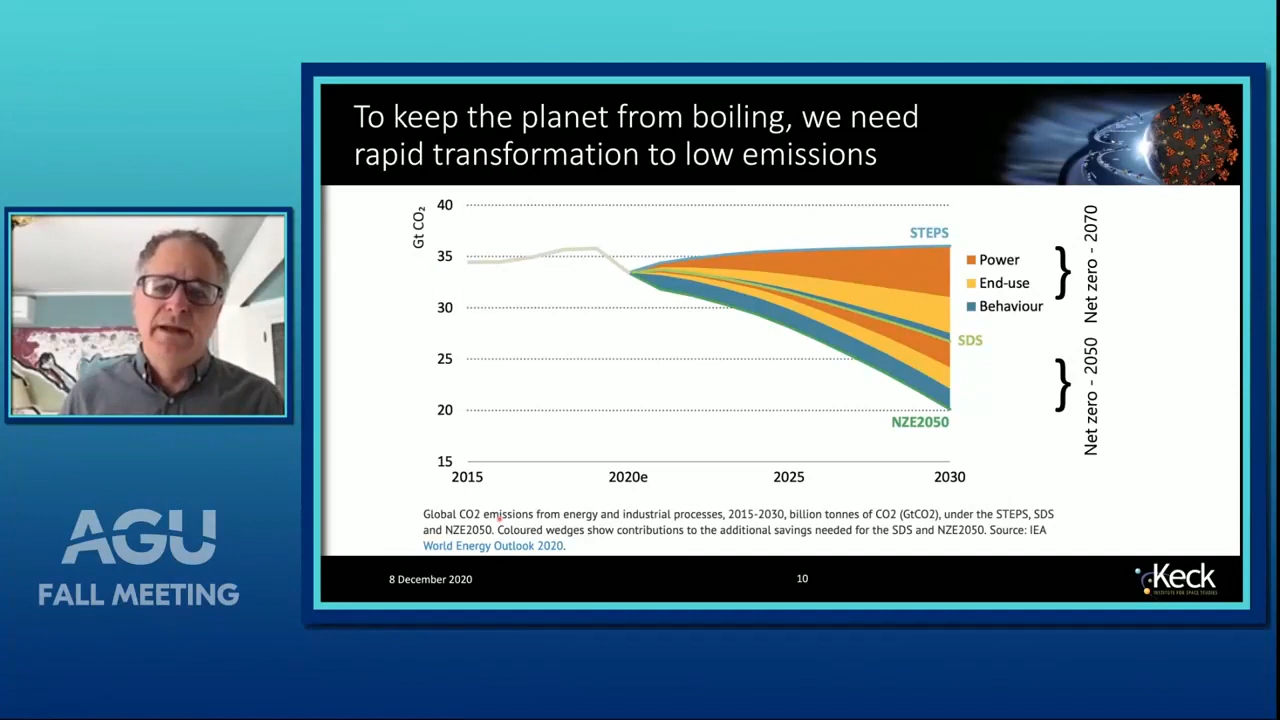 To keep the planet from boiling, we need
rapid transformation to low emissions
Gt CO₂
40
35
30
25
20
15
2015
2020e
2025
2030
STEPS
Power
End-use
Behaviour
SDS
NZE2050
Net zero - 2070
Net zero - 2050
Global CO2 emissions from energy and industrial processes, 2015-2030, billion tonnes of CO2 (GtCO2), under the STEPS, SDS
and NZE2050. Coloured wedges show contributions to the additional savings needed for the SDS and NZE2050. Source: IEA
World Energy Outlook 2020.
8 December 2020
10
Keck
INSTITUTE FOR SPACE STUDIES
AGU
FALL MEETING